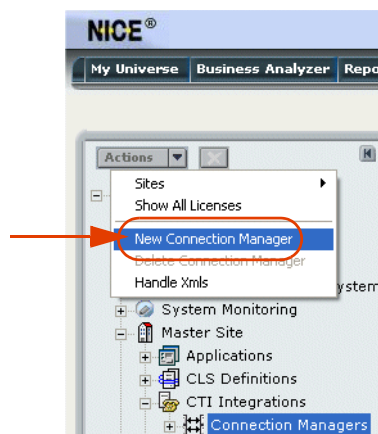 NICE®
My Universe Business Analyzer Repo
Actions
Sites
Show All Licenses
New Connection Manager
Delete Connection Manager
Handle Xmls
ystem
System Monitoring
Master Site
Applications
CLS Definitions
CTI Integrations
Connection Managers